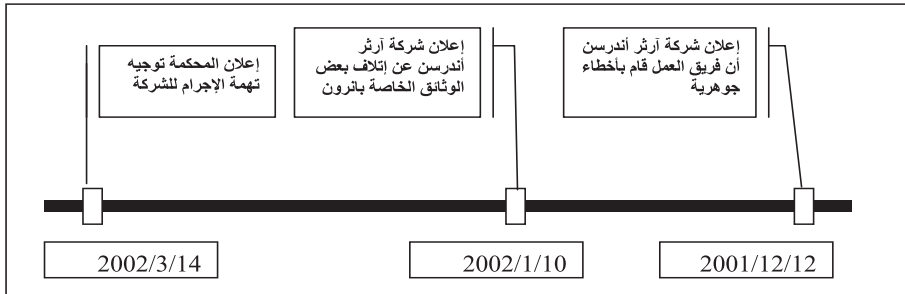 إعلان شركة آرثر أندرسن
أن فريق العمل قام بأخطاء
جوهرية
إعلان شركة آرثر
أندرسن عن إتلاف بعض
الوثائق الخاصة بانرون
إعلان المحكمة توجيه
تهمة الإجرام للشركة
2001/12/12
2002/1/10
2002/3/14